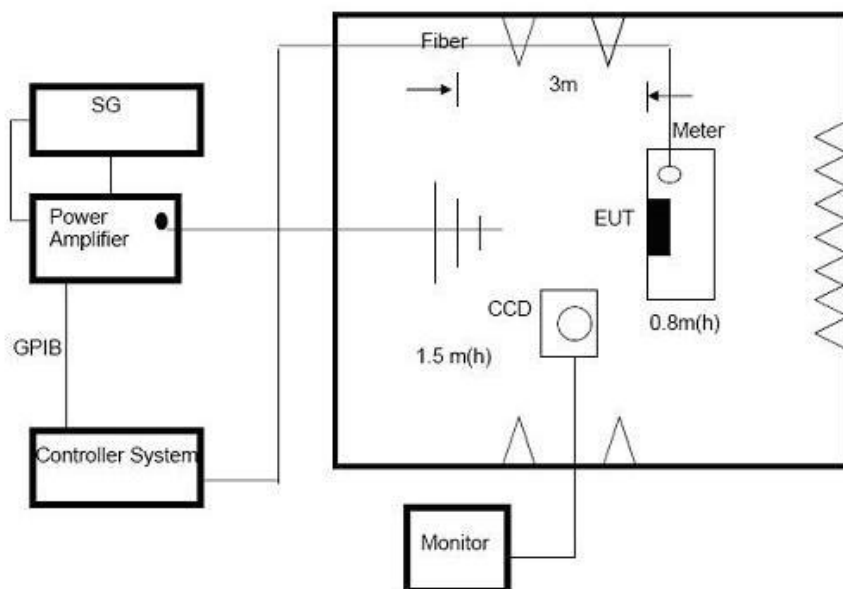 Fiber
3m
SG
Meter
Power
Amplifier
EUT
CCD
0.8m(h)
GPIB
1.5 m(h)
Controller System
Monitor